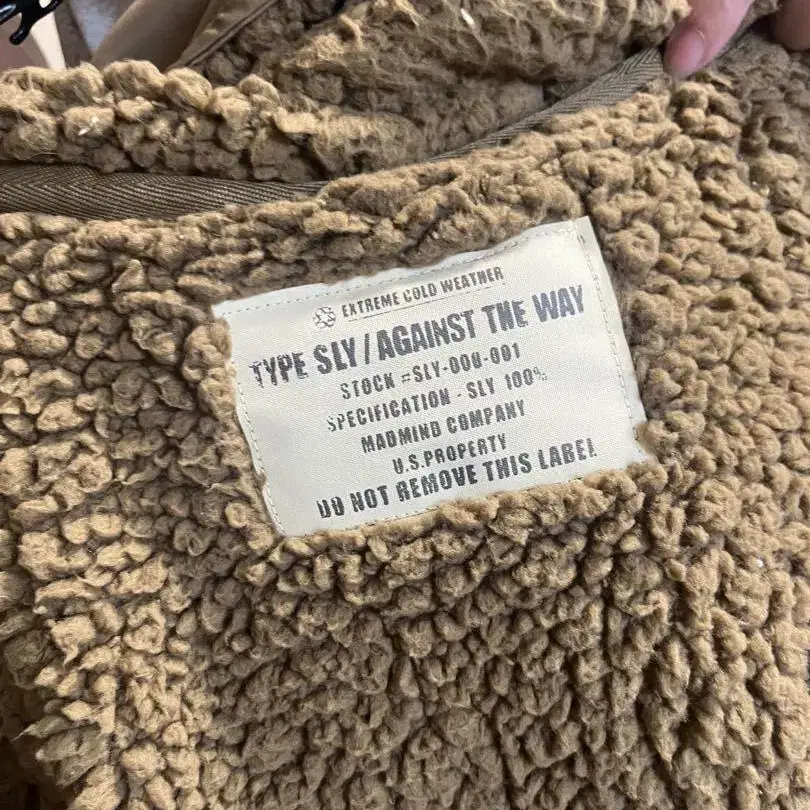 EXTREME COLD WEATHER
TYPE SLY/AGAINST THE WAY
STOCK =SLY-000-001
SPECIFICATION - SLY 100%
MADMIND COMPANY
U.S.PROPERTY
DO NOT REMOVE THIS LABEL